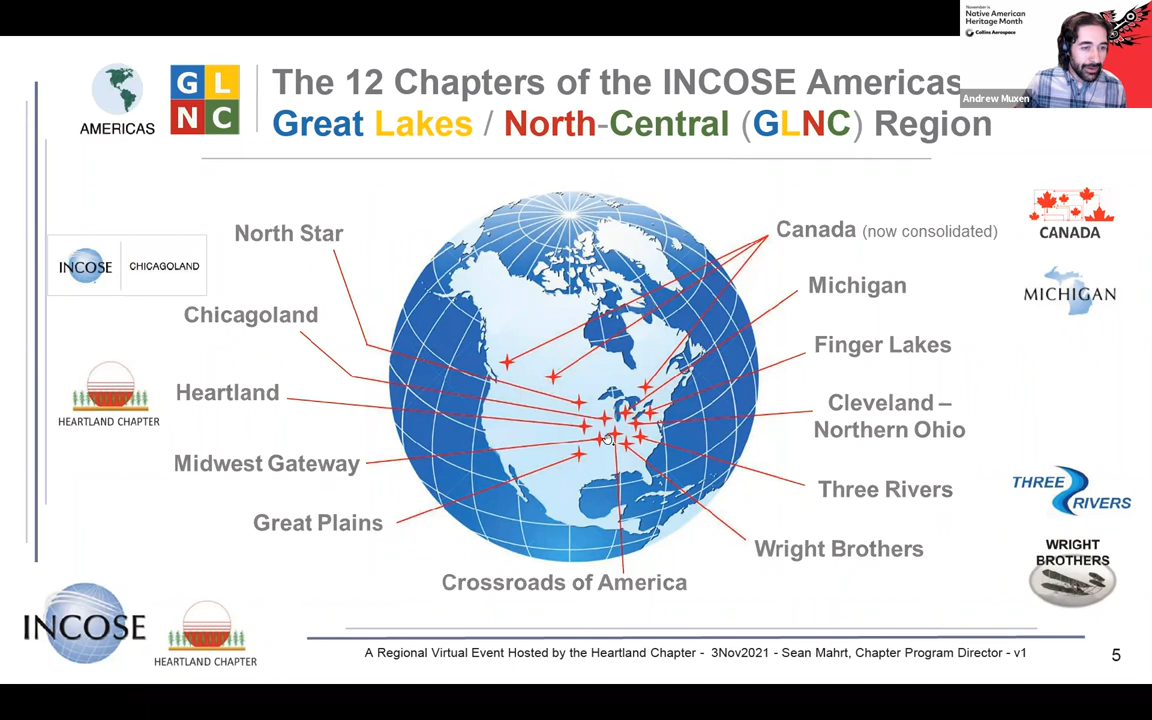 November is
Native American
Heritage Month
Collins Aerospace
Andrew Muxen
AMERICAS
G L
N C
The 12 Chapters of the INCOSE Americas
Great Lakes / North-Central (GLNC) Region
North Star
Canada (now consolidated)
CANADA
INCOSE CHICAGOLAND
Michigan
MICHIGAN
Chicagoland
Finger Lakes
Heartland
HEARTLAND CHAPTER
Cleveland –
Northern Ohio
Midwest Gateway
Three Rivers
THREE
RIVERS
Great Plains
Wright Brothers
WRIGHT
BROTHERS
Crossroads of America
INCOSE
HEARTLAND CHAPTER
A Regional Virtual Event Hosted by the Heartland Chapter - 3Nov2021 - Sean Mahrt, Chapter Program Director - v1
5